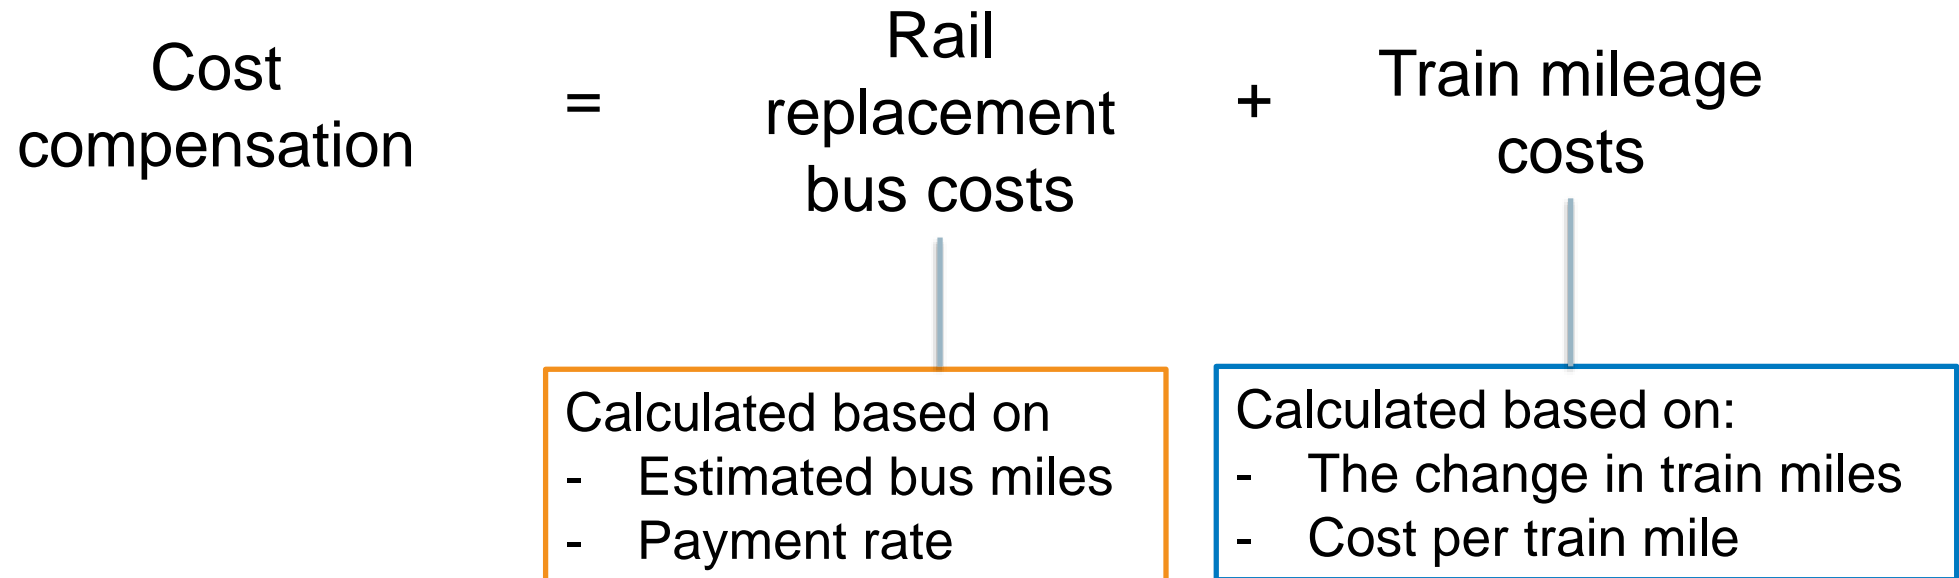 Cost
compensation
=
Rail
replacement
bus costs
+
Train mileage
costs
Calculated based on
- Estimated bus miles
- Payment rate
Calculated based on:
- The change in train miles
- Cost per train mile